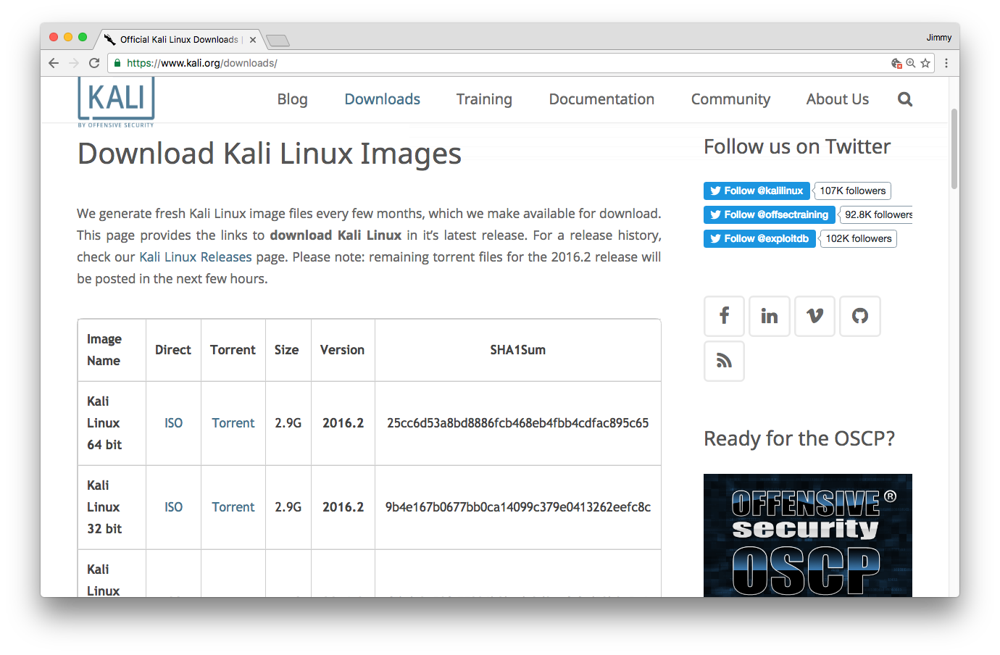 Official Kali Linux Downloads |
Jimmy
https://www.kali.org/downloads/
KALI
BY OFFENSIVE SECURITY
Blog
Downloads
Training
Documentation
Community
About Us
Download Kali Linux Images
We generate fresh Kali Linux image files every few months, which we make available for download.
This page provides the links to download Kali Linux in it’s latest release. For a release history,
check our Kali Linux Releases page. Please note: remaining torrent files for the 2016.2 release will
be posted in the next few hours.
Image
Name
Direct
Torrent
Size
Version
SHA1Sum
Kali
Linux
64 bit
ISO
Torrent
2.9G
2016.2
25cc6d53a8bd8886fcb468eb4fbb4cdfac895c65
Kali
Linux
32 bit
ISO
Torrent
2.9G
2016.2
9b4e167b0677bb0ca14099c379e0413262eefc8c
Kali
Linux
Follow us on Twitter
Follow @kalilinux
107K followers
Follow @offsectraining
92.8K followers
Follow @exploitdb
102K followers
Ready for the OSCP?
OFFENSIVE®
security
OSCP